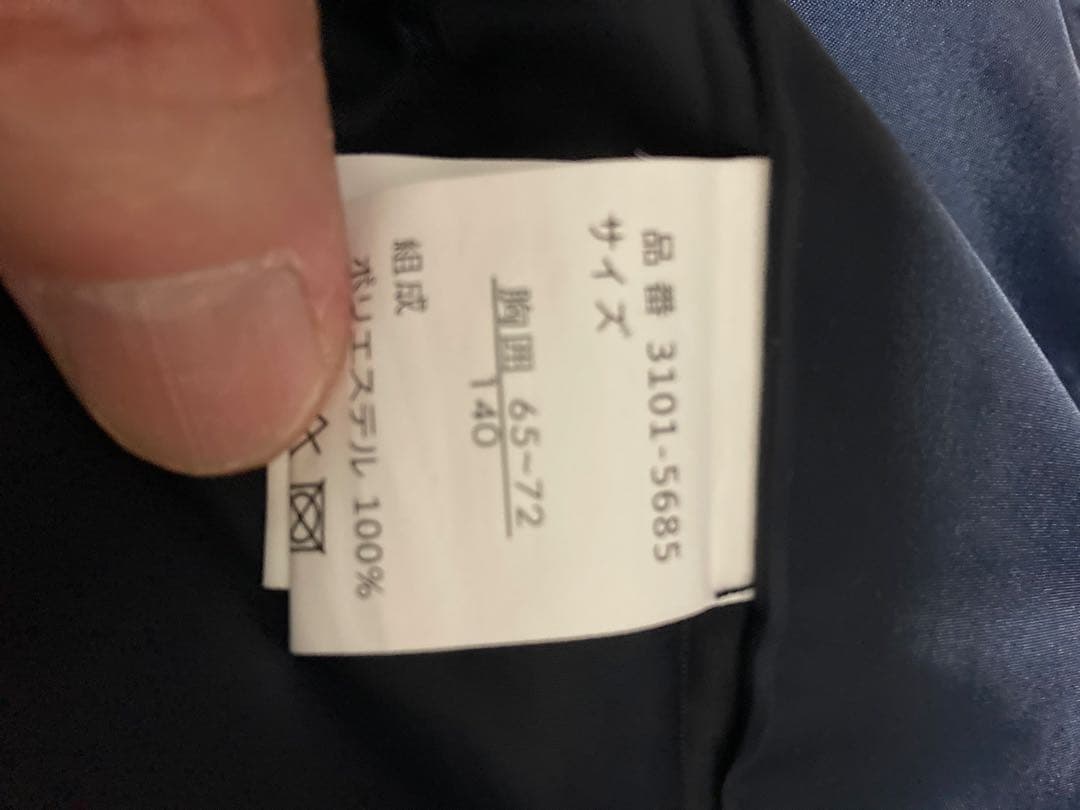 品番 3101-5685
サイズ
胸囲 65~72
140
組成
ポリエステル 100%